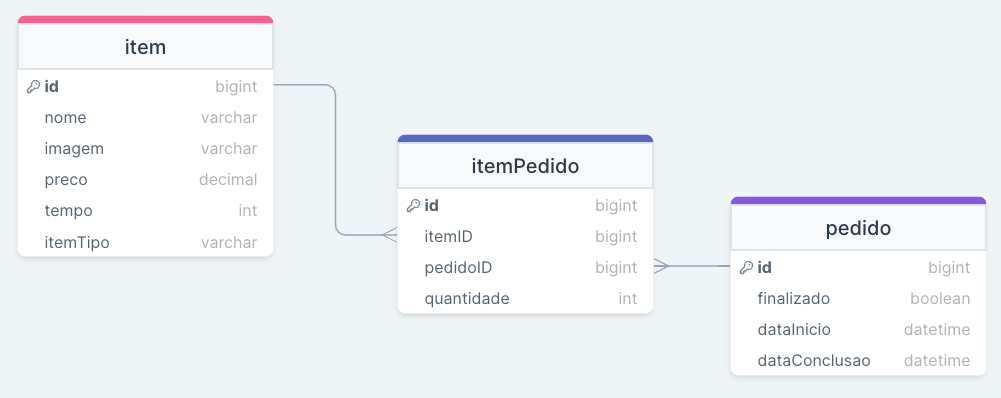 item
id bigint
nome varchar
imagem varchar
preco decimal
tempo int
itemTipo varchar
itemPedido
id bigint
itemID bigint
pedidoID bigint
quantidade int
pedido
id bigint
finalizado boolean
dataInicio datetime
dataConclusao datetime